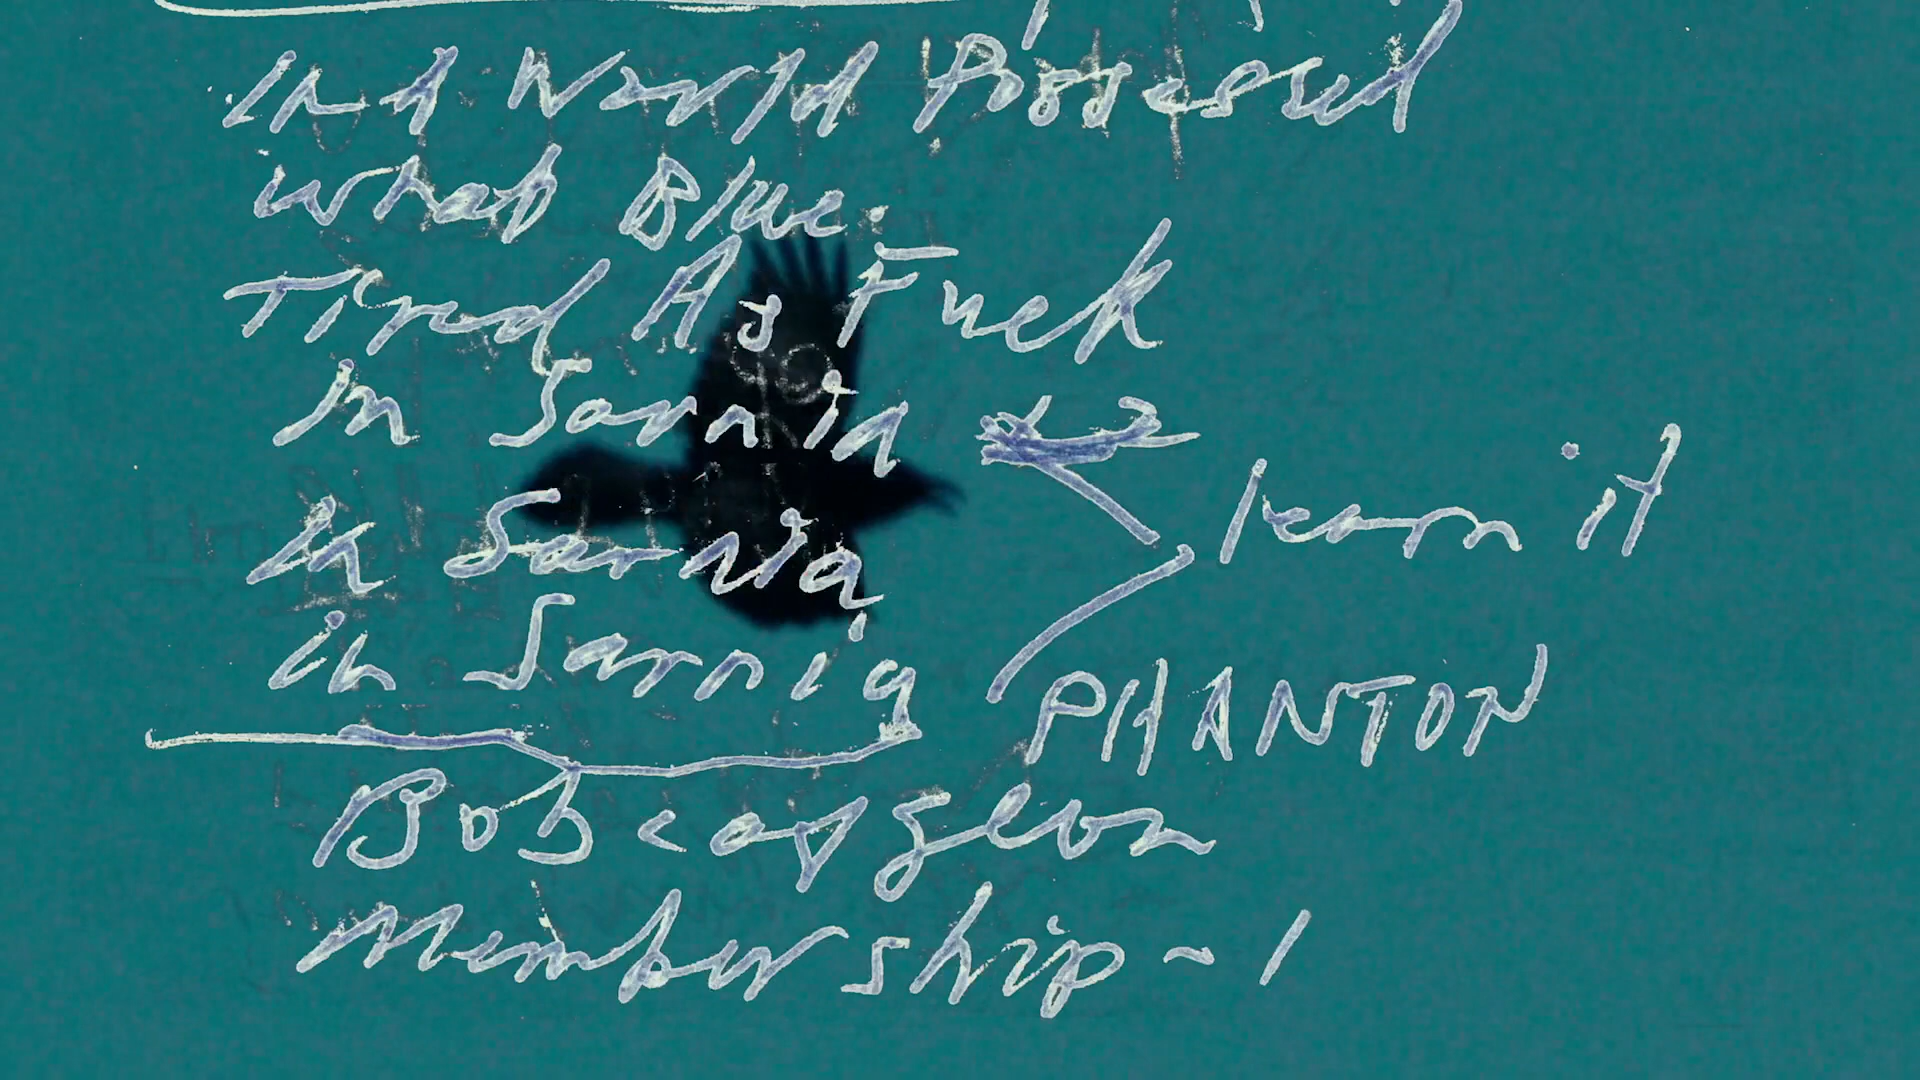 In A World Possessed
what Blue.
Tired As Fuck
in Sarnia
learn it
In Sarnia
in Sarnia
PHANTON
Bobcaygeon
membership - 1